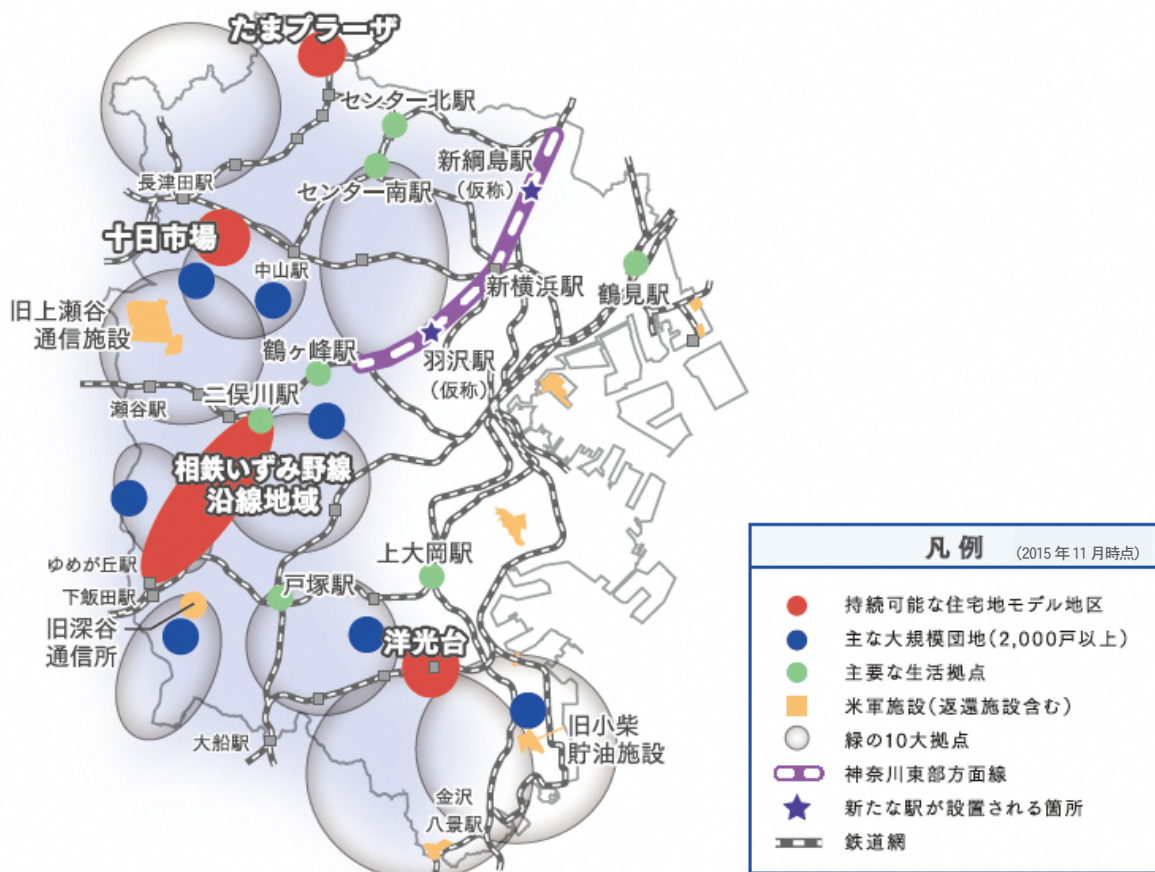 たまプラーザ
センター北駅
新綱島駅
(仮称)
センター南駅
長津田駅
十日市場
中山駅
新横浜駅
鶴見駅
旧上瀬谷
通信施設
鶴ヶ峰駅
羽沢駅
(仮称)
二俣川駅
瀬谷駅
相鉄いずみ野線
沿線地域
上大岡駅
ゆめが丘駅
下飯田駅
戸塚駅
旧深谷
通信所
洋光台
大船駅
旧小柴
貯油施設
金沢
八景駅
凡例 (2015年11月時点)
持続可能な住宅地モデル地区
主な大規模団地(2,000戸以上)
主要な生活拠点
米軍施設(返還施設含む)
緑の10大拠点
神奈川東部方面線
新たな駅が設置される箇所
鉄道網